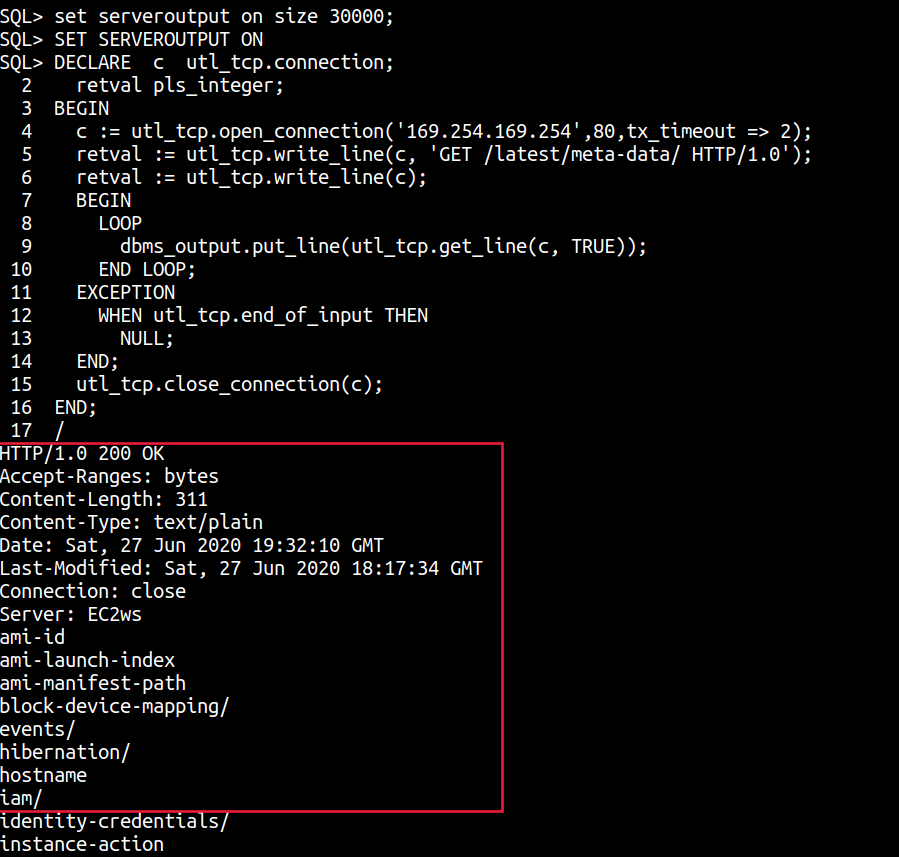 SQL> set serveroutput on size 30000;
SQL> SET SERVEROUTPUT ON
SQL> DECLARE  c  utl_tcp.connection;
  2    retval pls_integer;
  3  BEGIN
  4    c := utl_tcp.open_connection('169.254.169.254',80,tx_timeout => 2);
  5    retval := utl_tcp.write_line(c, 'GET /latest/meta-data/ HTTP/1.0');
  6    retval := utl_tcp.write_line(c);
  7    BEGIN
  8      LOOP
  9        dbms_output.put_line(utl_tcp.get_line(c, TRUE));
 10      END LOOP;
 11    EXCEPTION
 12      WHEN utl_tcp.end_of_input THEN
 13        NULL;
 14    END;
 15    utl_tcp.close_connection(c);
 16  END;
 17  /
HTTP/1.0 200 OK
Accept-Ranges: bytes
Content-Length: 311
Content-Type: text/plain
Date: Sat, 27 Jun 2020 19:32:10 GMT
Last-Modified: Sat, 27 Jun 2020 18:17:34 GMT
Connection: close
Server: EC2ws
ami-id
ami-launch-index
ami-manifest-path
block-device-mapping/
events/
hibernation/
hostname
iam/
identity-credentials/
instance-action